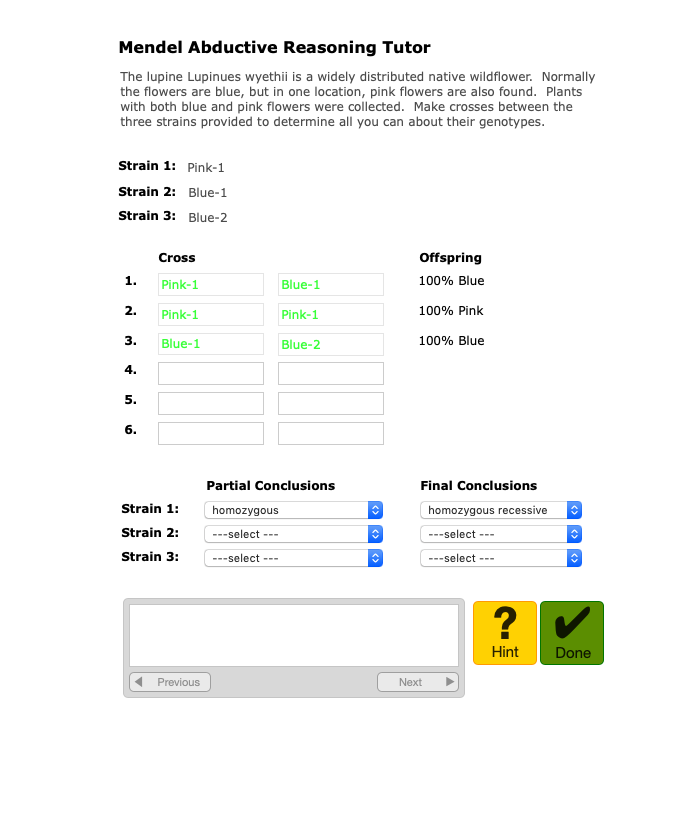 Mendel Abductive Reasoning Tutor
The lupine Lupinues wyethii is a widely distributed native wildflower. Normally
the flowers are blue, but in one location, pink flowers are also found. Plants
with both blue and pink flowers were collected. Make crosses between the
three strains provided to determine all you can about their genotypes.
Strain 1: Pink-1
Strain 2: Blue-1
Strain 3: Blue-2
Cross Offspring
1. Pink-1 Blue-1 100% Blue
2. Pink-1 Pink-1 100% Pink
3. Blue-1 Blue-2 100% Blue
4.
5.
6.
Partial Conclusions Final Conclusions
Strain 1: homozygous homozygous recessive
Strain 2: ---select --- ---select ---
Strain 3: ---select --- ---select ---
? Hint Done
Previous Next